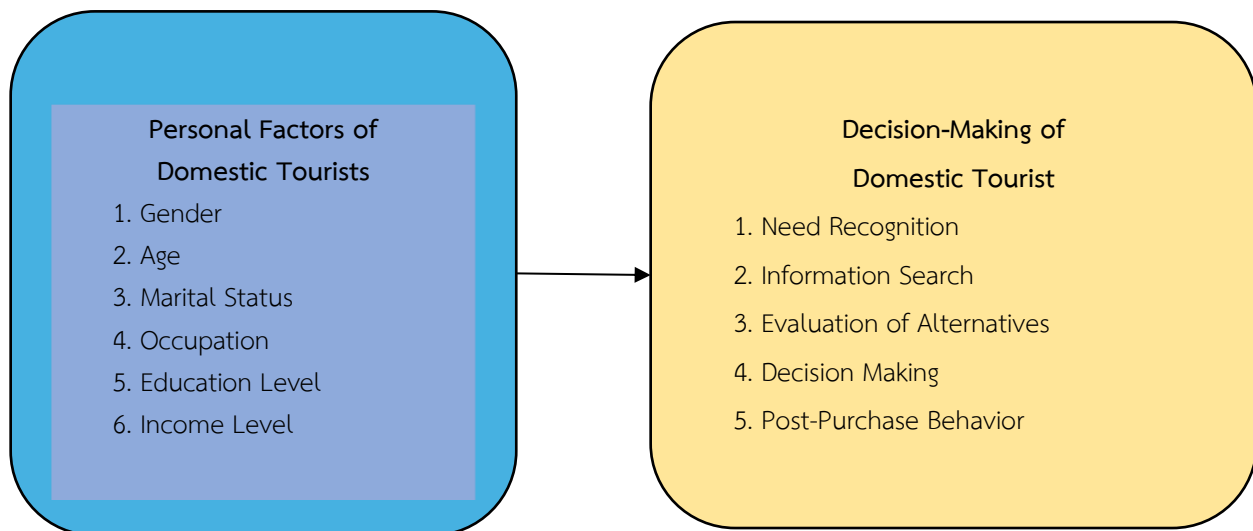 Personal Factors of
Domestic Tourists
1. Gender
2. Age
3. Marital Status
4. Occupation
5. Education Level
6. Income Level
Decision-Making of
Domestic Tourist
1. Need Recognition
2. Information Search
3. Evaluation of Alternatives
4. Decision Making
5. Post-Purchase Behavior